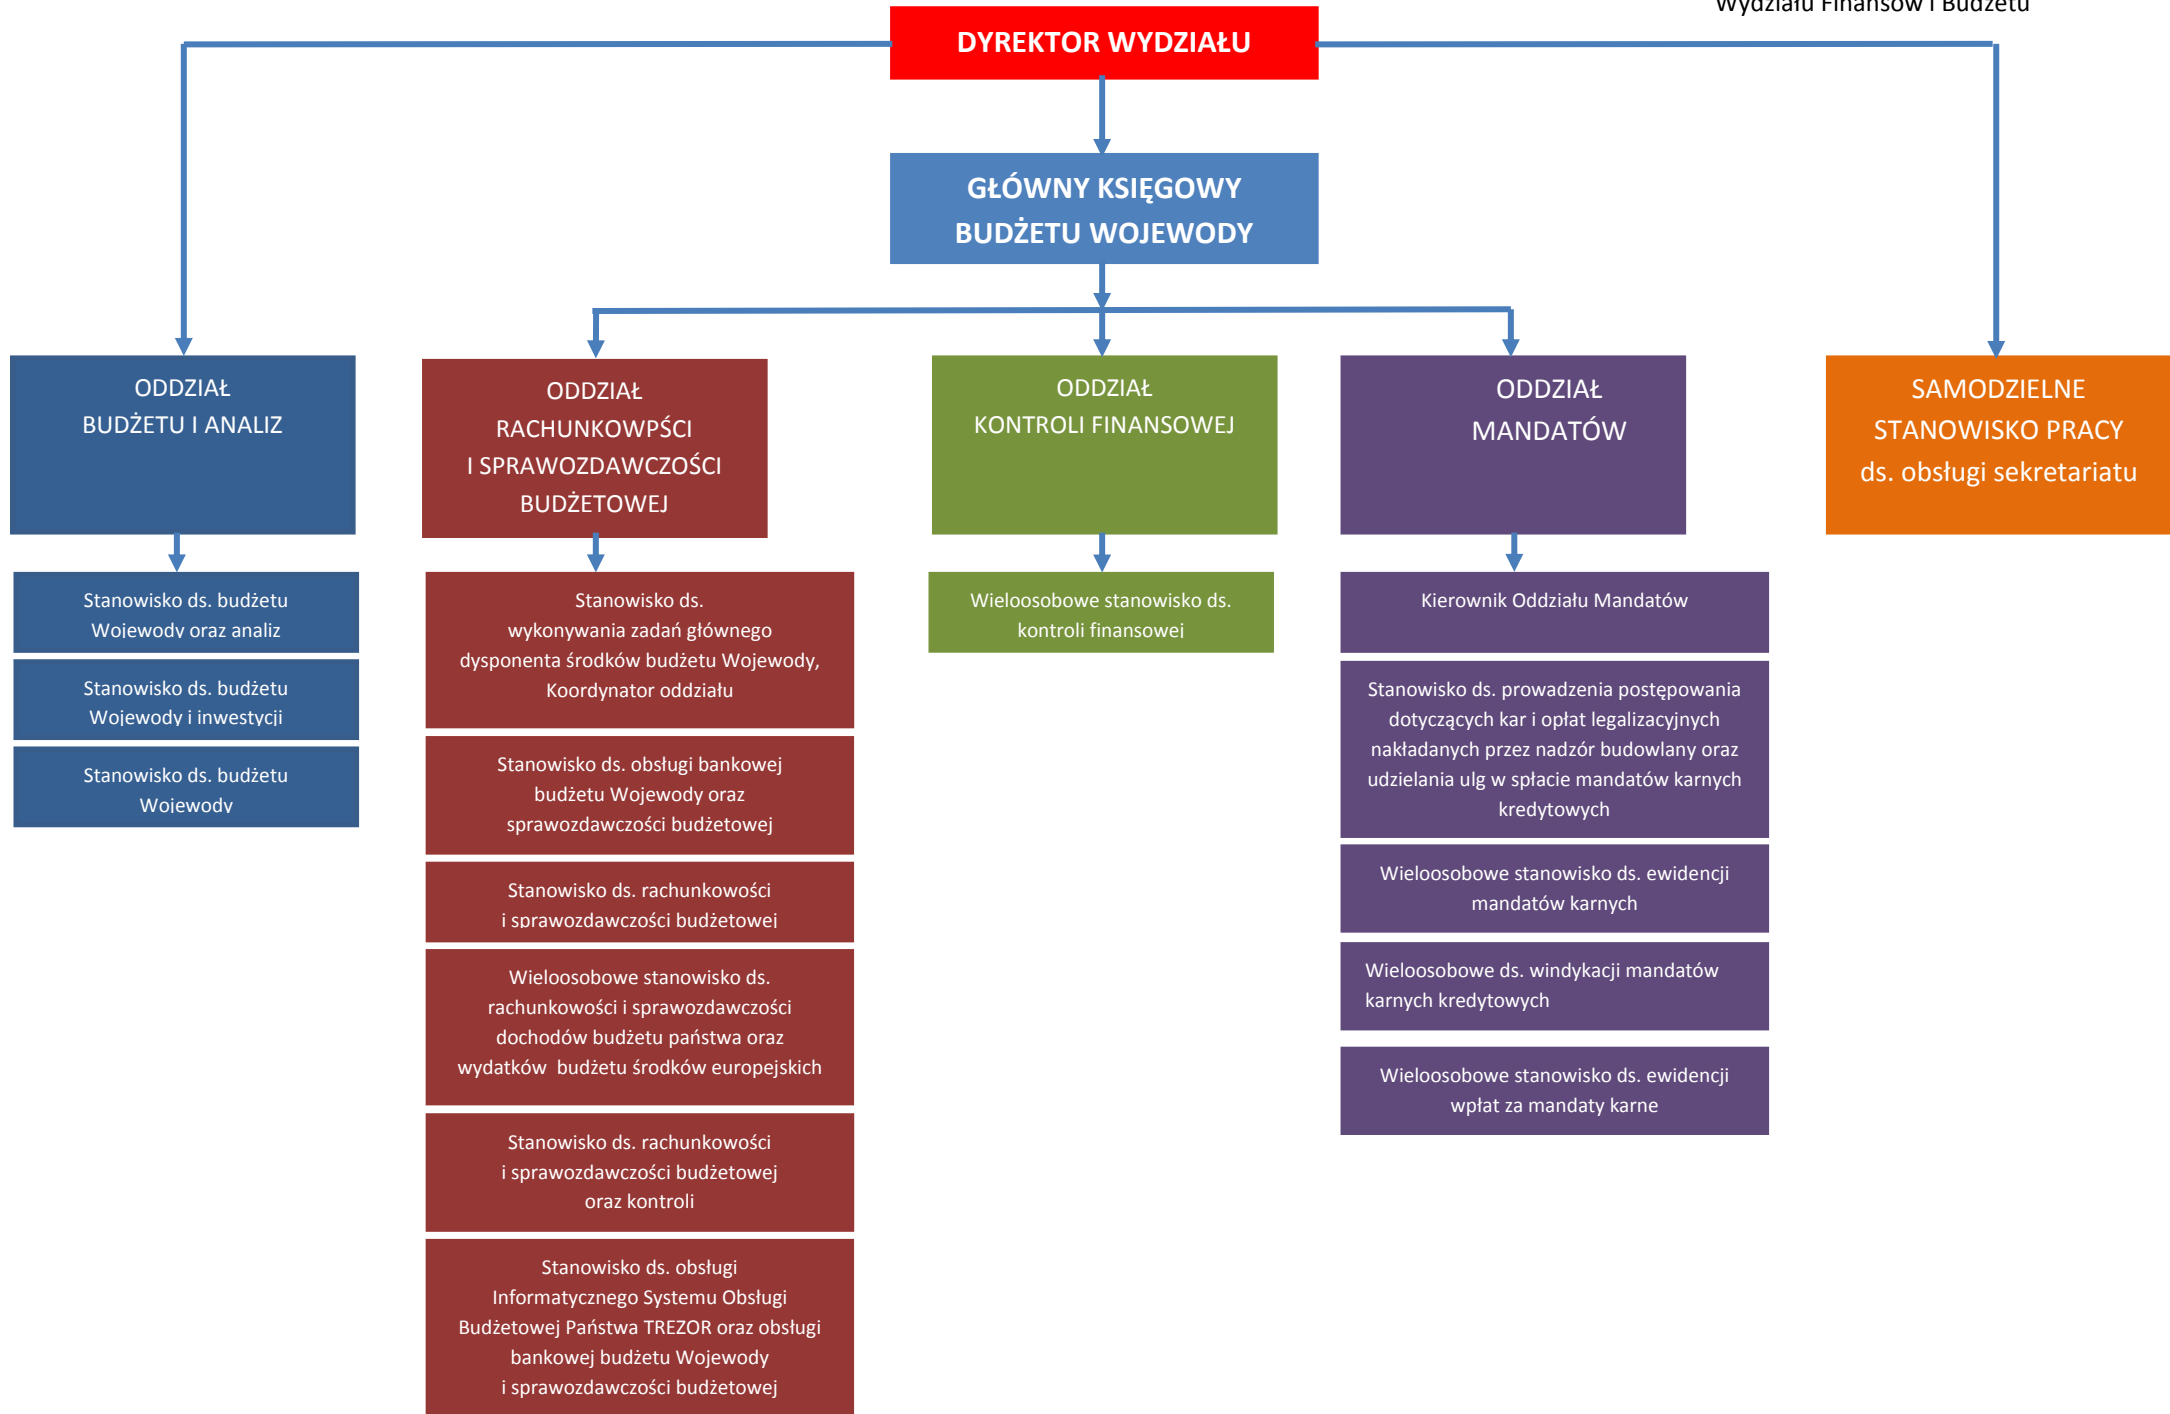 Wydziału Finansów i Budżetu
DYREKTOR WYDZIAŁU
GŁÓWNY KSIĘGOWY
BUDŻETU WOJEWODY
ODDZIAŁ
BUDŻETU I ANALIZ
Stanowisko ds. budżetu
Wojewody oraz analiz
Stanowisko ds. budżetu
Wojewody i inwestycji
Stanowisko ds. budżetu
Wojewody
ODDZIAŁ
RACHUNKOWPŚCI
I SPRAWOZDAWCZOŚCI
BUDŻETOWEJ
Stanowisko ds.
wykonywania zadań głównego
dysponenta środków budżetu Wojewody,
Koordynator oddziału
Stanowisko ds. obsługi bankowej
budżetu Wojewody oraz
sprawozdawczości budżetowej
Stanowisko ds. rachunkowości
i sprawozdawczości budżetowej
Wieloosobowe stanowisko ds.
rachunkowości i sprawozdawczości
dochodów budżetu państwa oraz
wydatków budżetu środków europejskich
Stanowisko ds. rachunkowości
i sprawozdawczości budżetowej
oraz kontroli
Stanowisko ds. obsługi
Informatycznego Systemu Obsługi
Budżetowej Państwa TREZOR oraz obsługi
bankowej budżetu Wojewody
i sprawozdawczości budżetowej
ODDZIAŁ
KONTROLI FINANSOWEJ
Wieloosobowe stanowisko ds.
kontroli finansowej
ODDZIAŁ
MANDATÓW
Kierownik Oddziału Mandatów
Stanowisko ds. prowadzenia postępowania
dotyczących kar i opłat legalizacyjnych
nakładanych przez nadzór budowlany oraz
udzielania ulg w spłacie mandatów karnych
kredytowych
Wieloosobowe stanowisko ds. ewidencji
mandatów karnych
Wieloosobowe ds. windykacji mandatów
karnych kredytowych
Wieloosobowe stanowisko ds. ewidencji
wpłat za mandaty karne
SAMODZIELNE
STANOWISKO PRACY
ds. obsługi sekretariatu